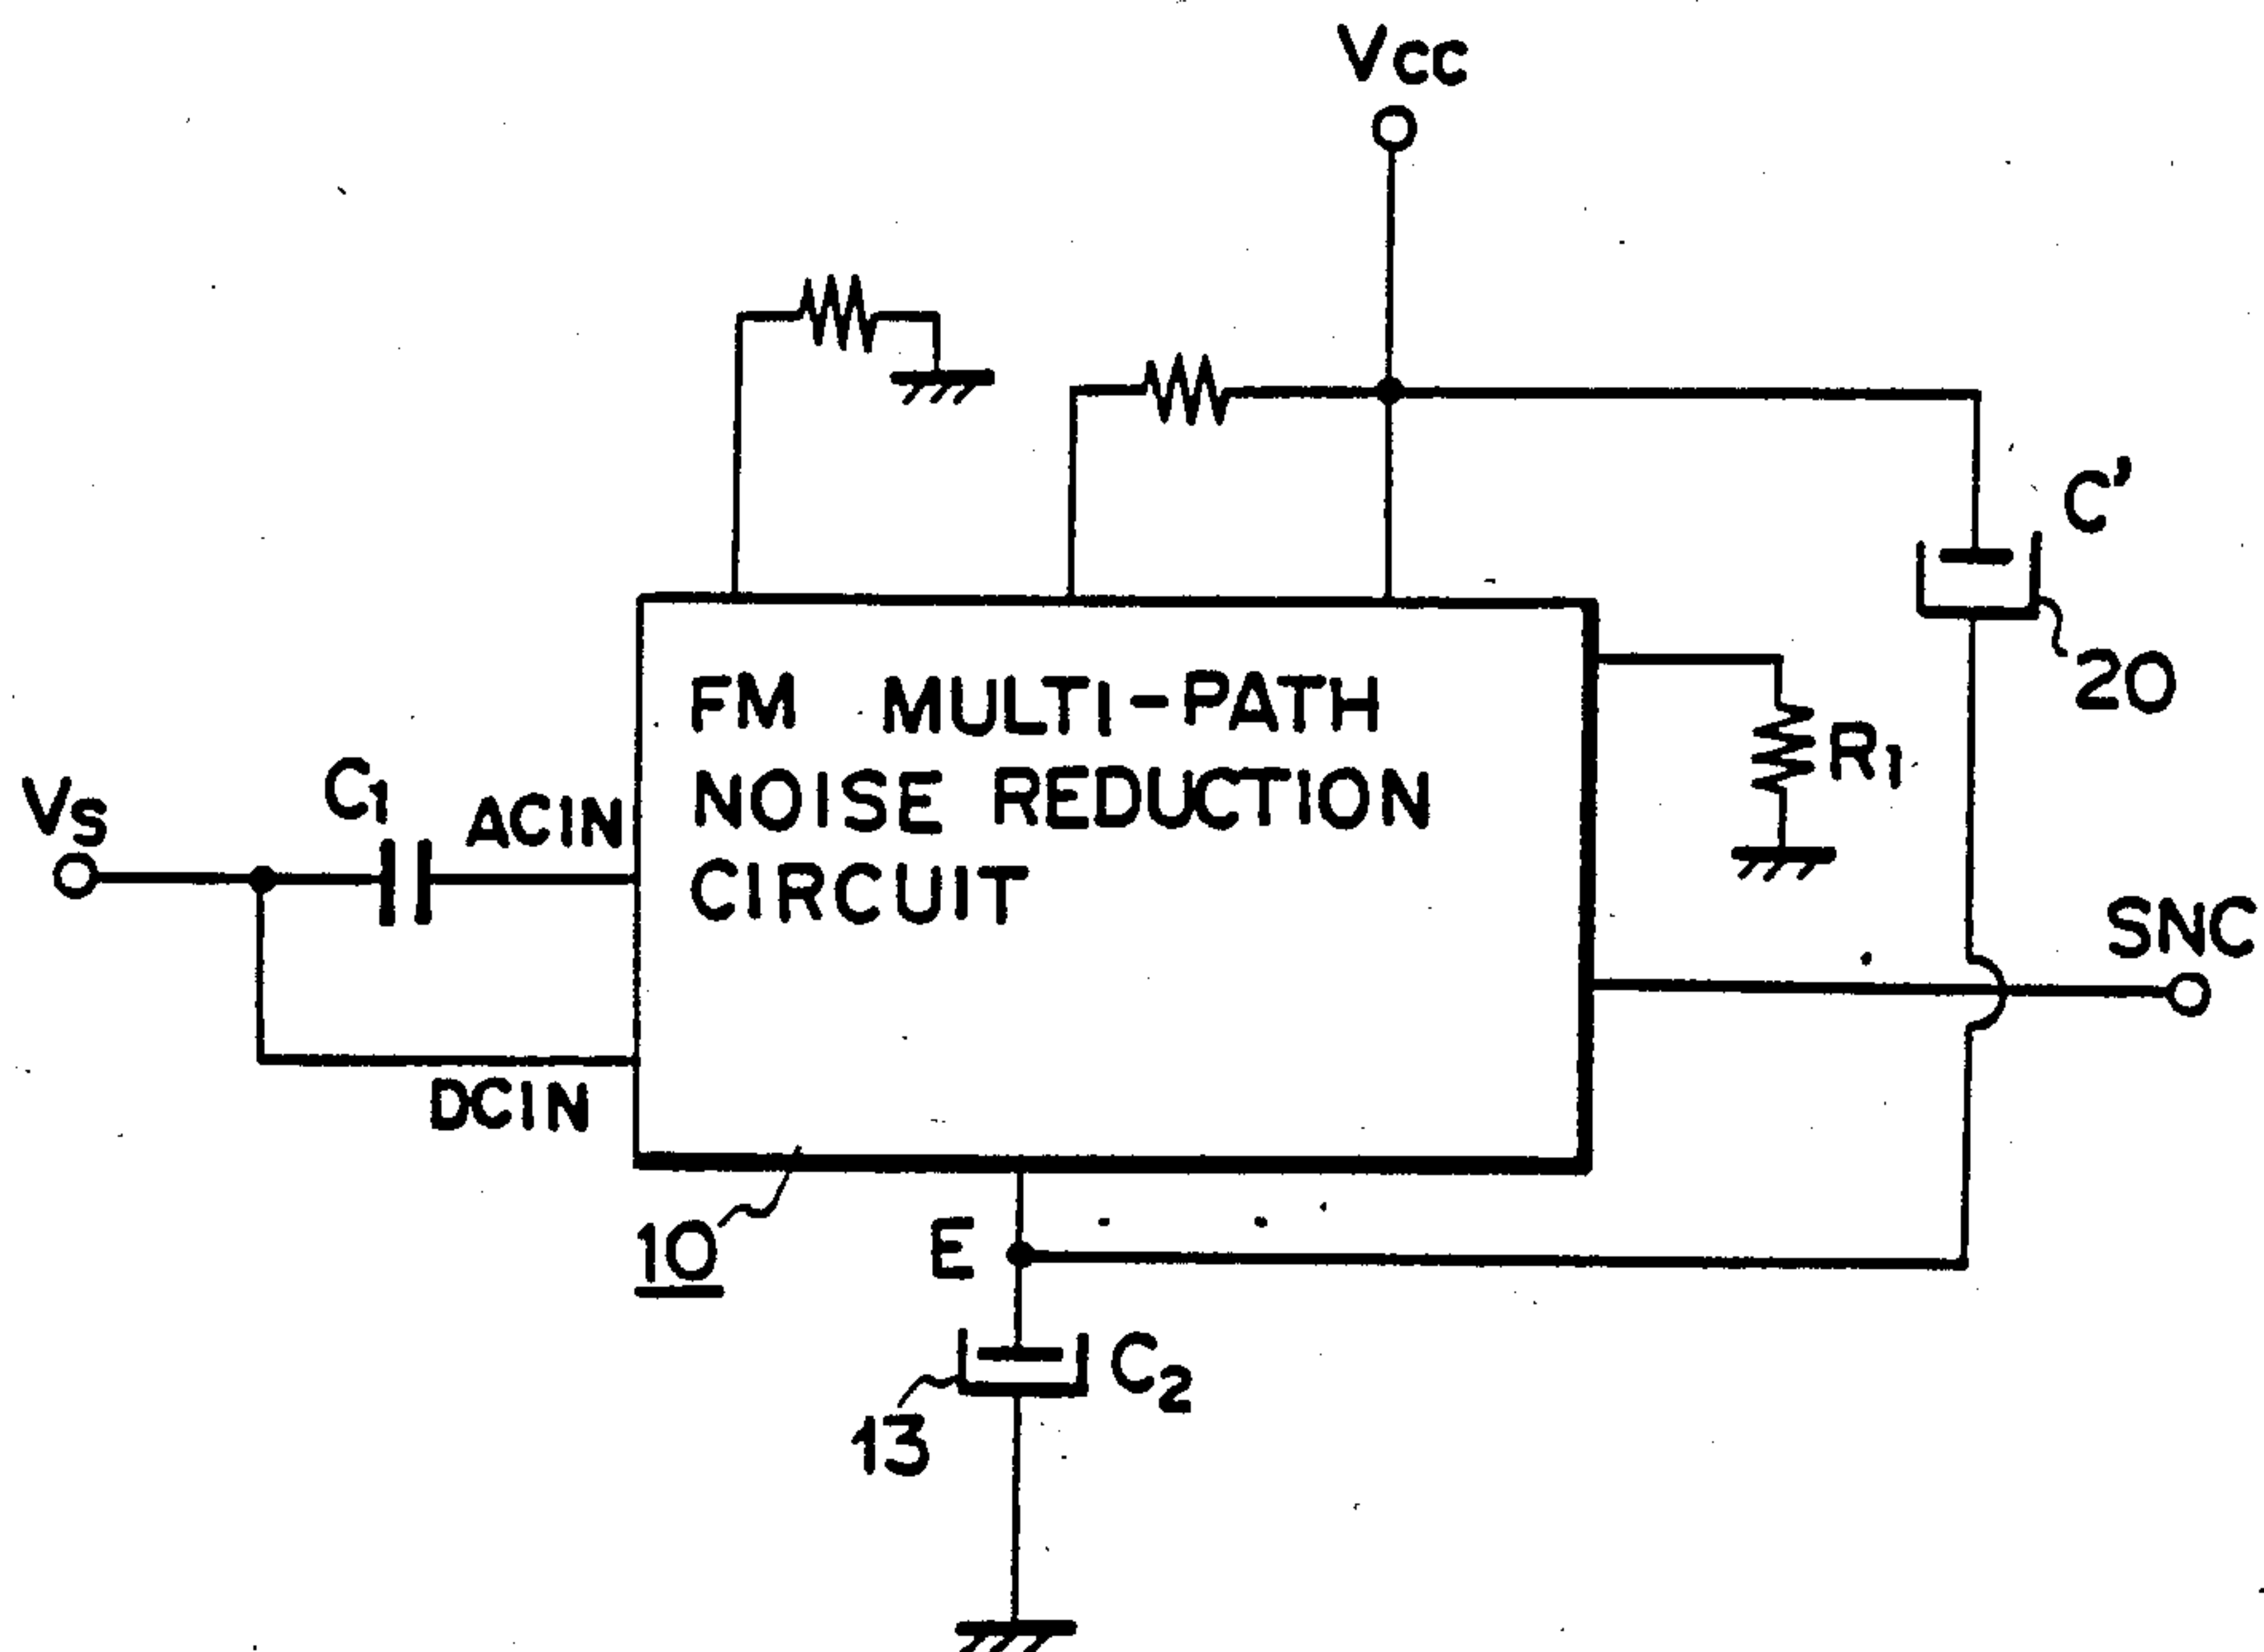 Vcc
C'
20
FM MULTI-PATH
NOISE REDUCTION
CIRCUIT
R1
Vs
C1
ACIN
SNC
DCIN
10
E
C2
13